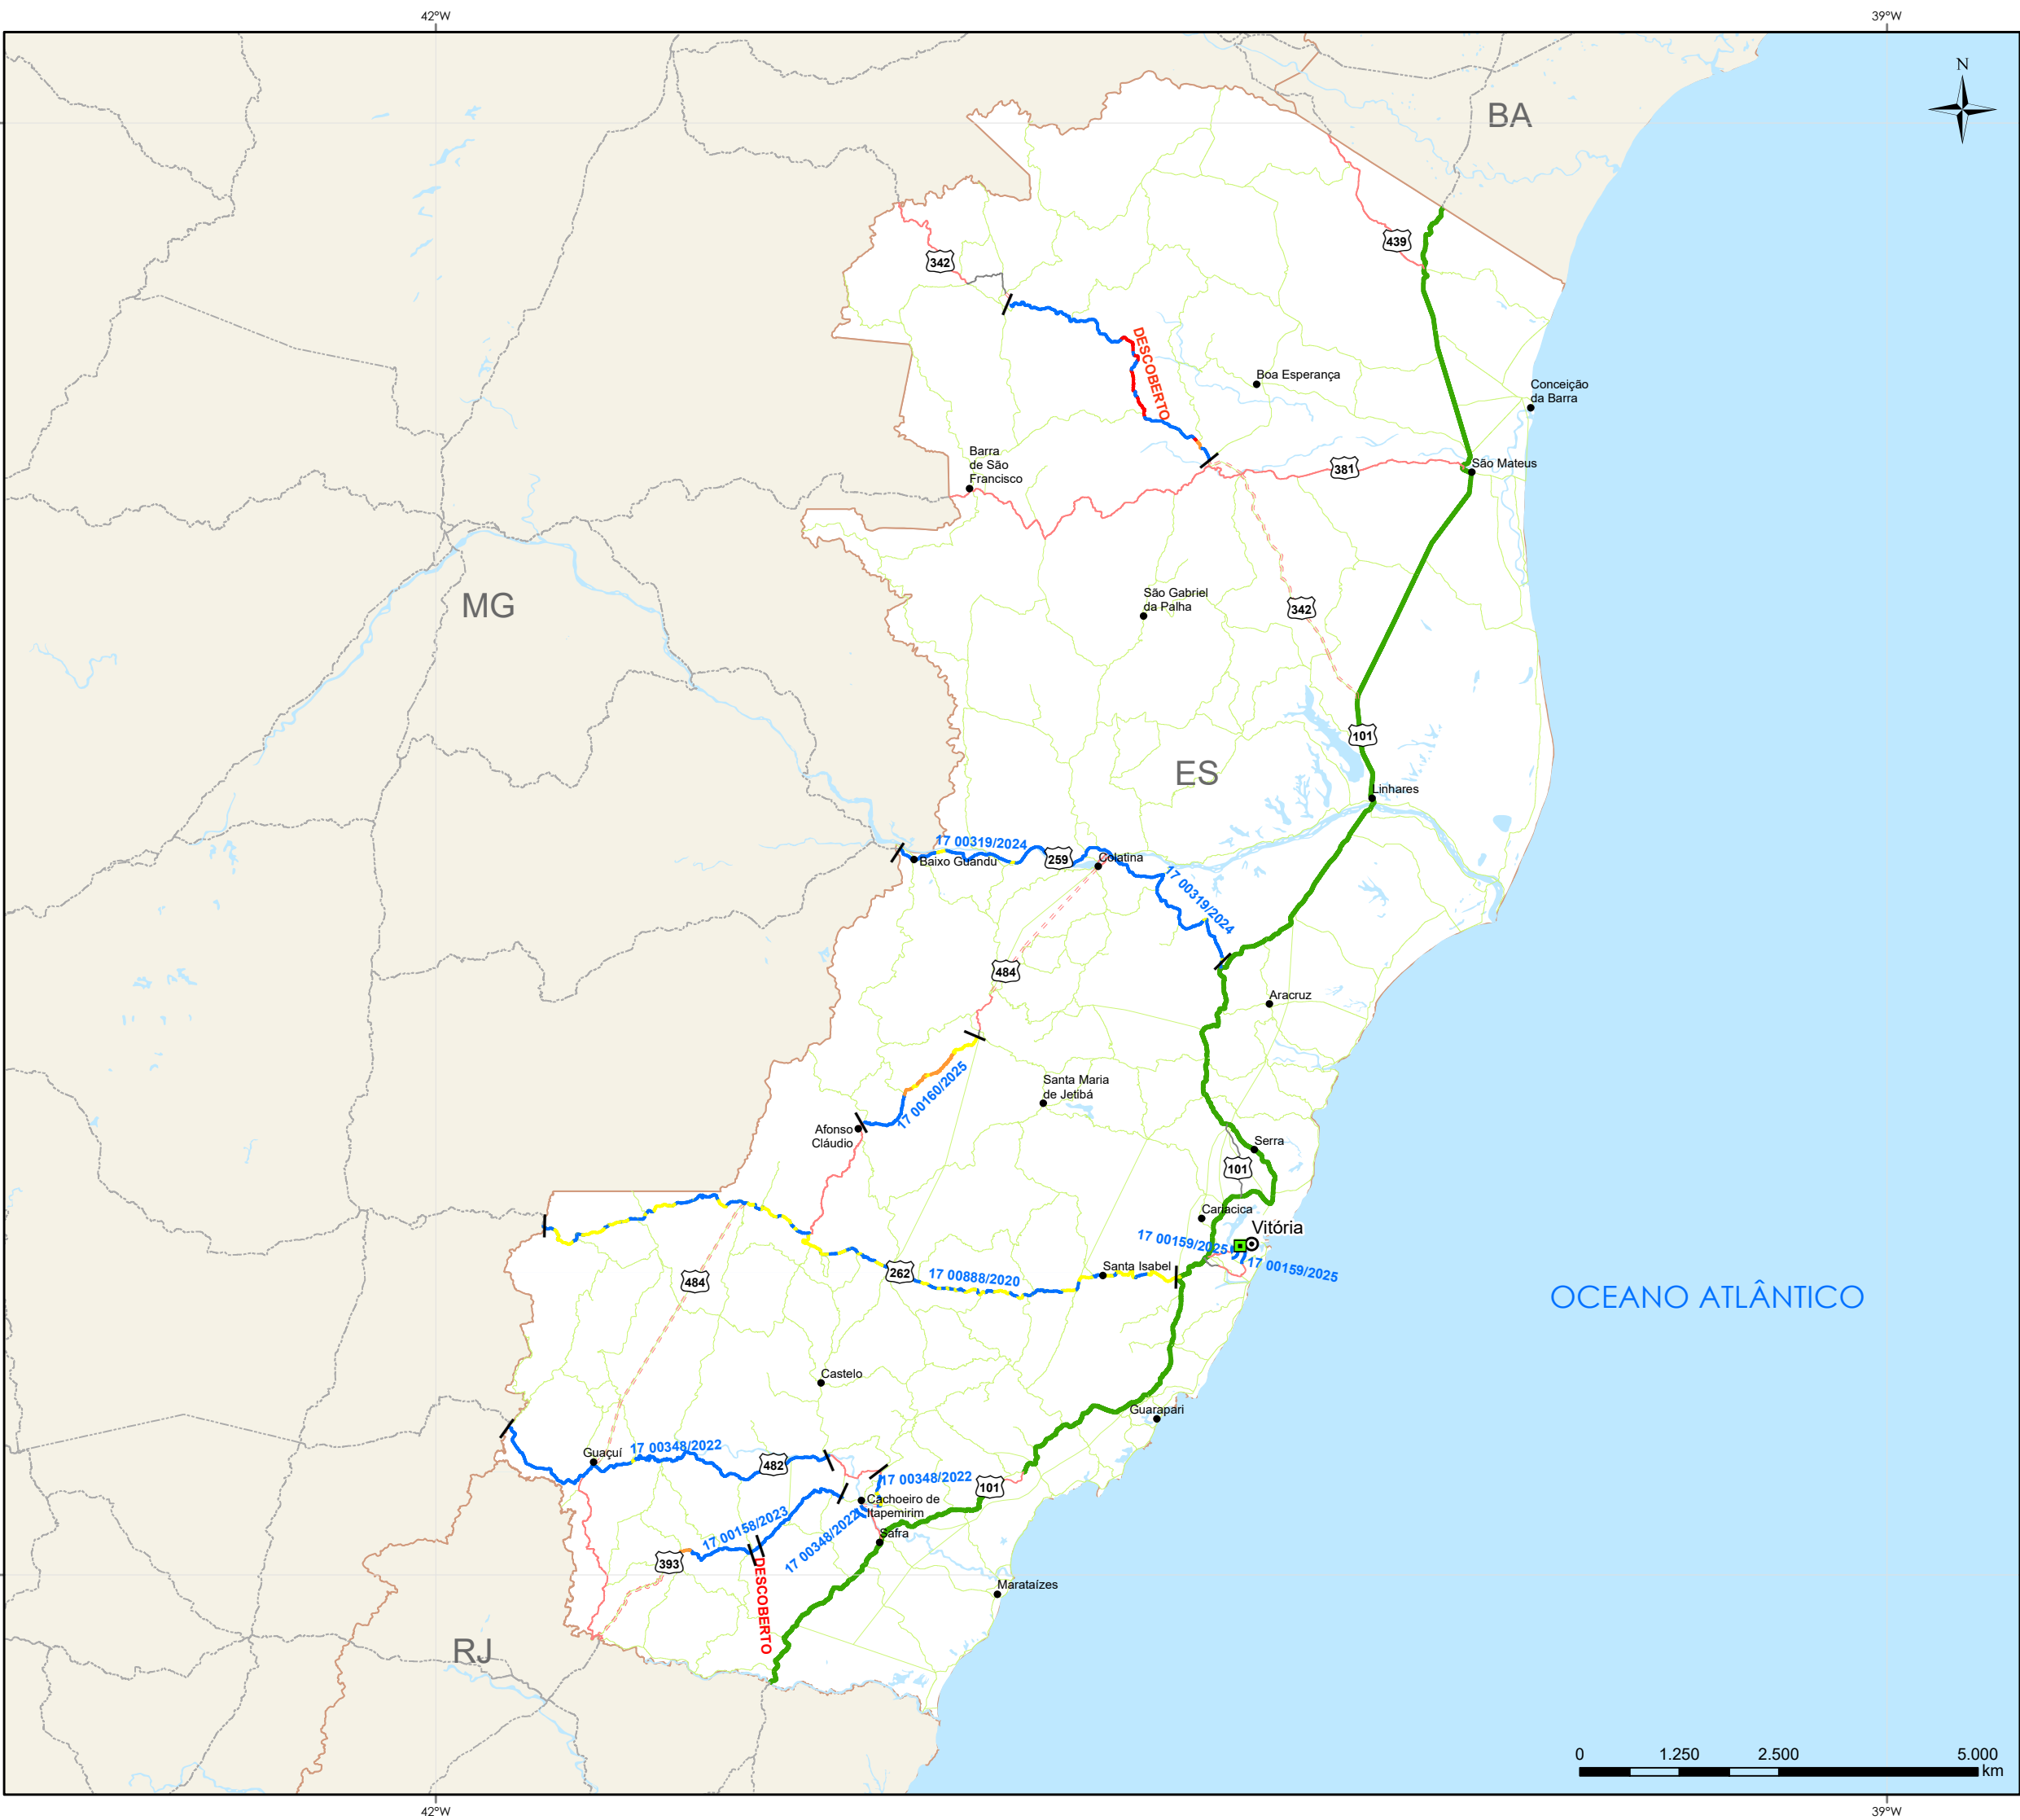 42°W
39°W
N
BA
439
342
DESCOBERTO
Boa Esperança
Conceição
da Barra
Barra
de São
Francisco
381
São Mateus
MG
São Gabriel
da Palha
342
101
ES
Linhares
17 00319/2024
259
Baixo Guandu
Colatina
17 00319/2024
484
Aracruz
17 00160/2025
Santa Maria
de Jetibá
Afonso
Cláudio
Serra
101
Cariacica
Vitória
17 00159/2025
17 00159/2025
Santa Isabel
262
17 00888/2020
484
OCEANO ATLÂNTICO
Castelo
Guarapari
Guaçuí
17 00348/2022
482
17 00348/2022
101
Cachoeiro de
Itapemirim
17 00158/2023
17 00348/2022
Safra
393
DESCOBERTO
Marataízes
RJ
0 1.250 2.500 5.000
km
42°W
39°W